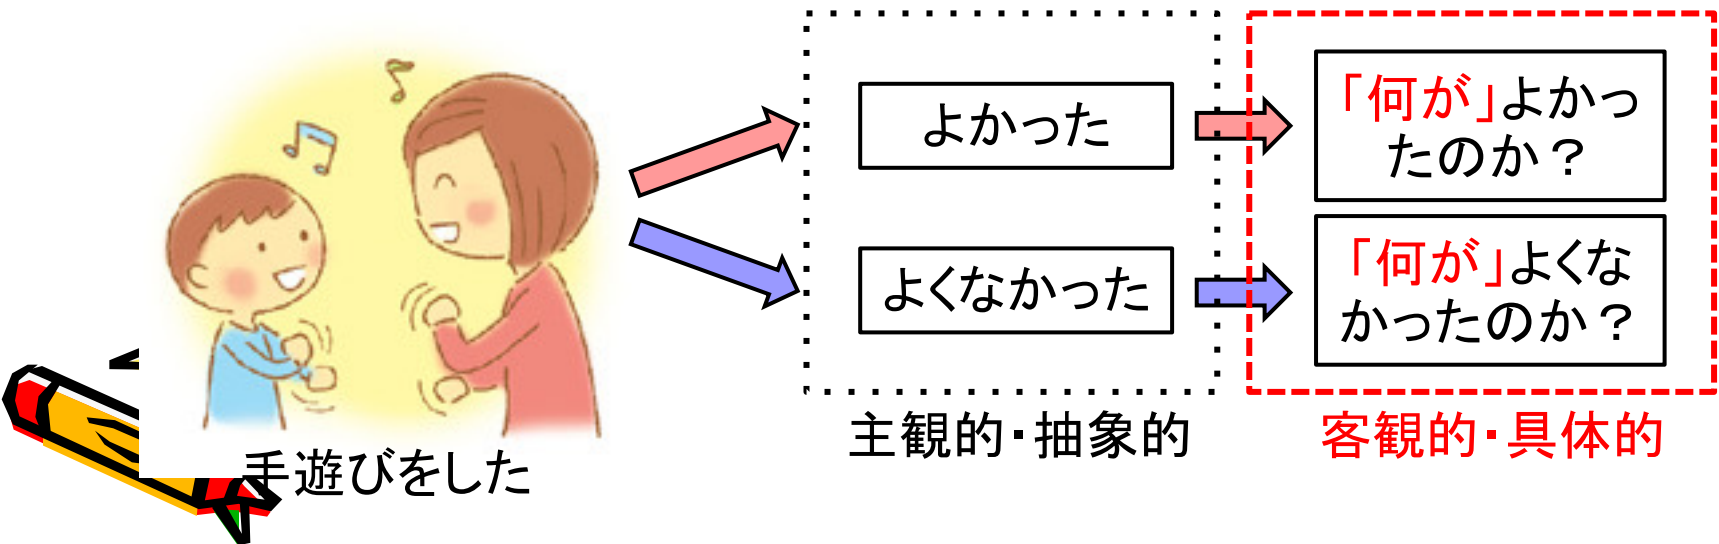 よかった
「何が」よかっ
たのか？
よくなかった
「何が」よくな
かったのか？
主観的・抽象的
客観的・具体的
手遊びをした